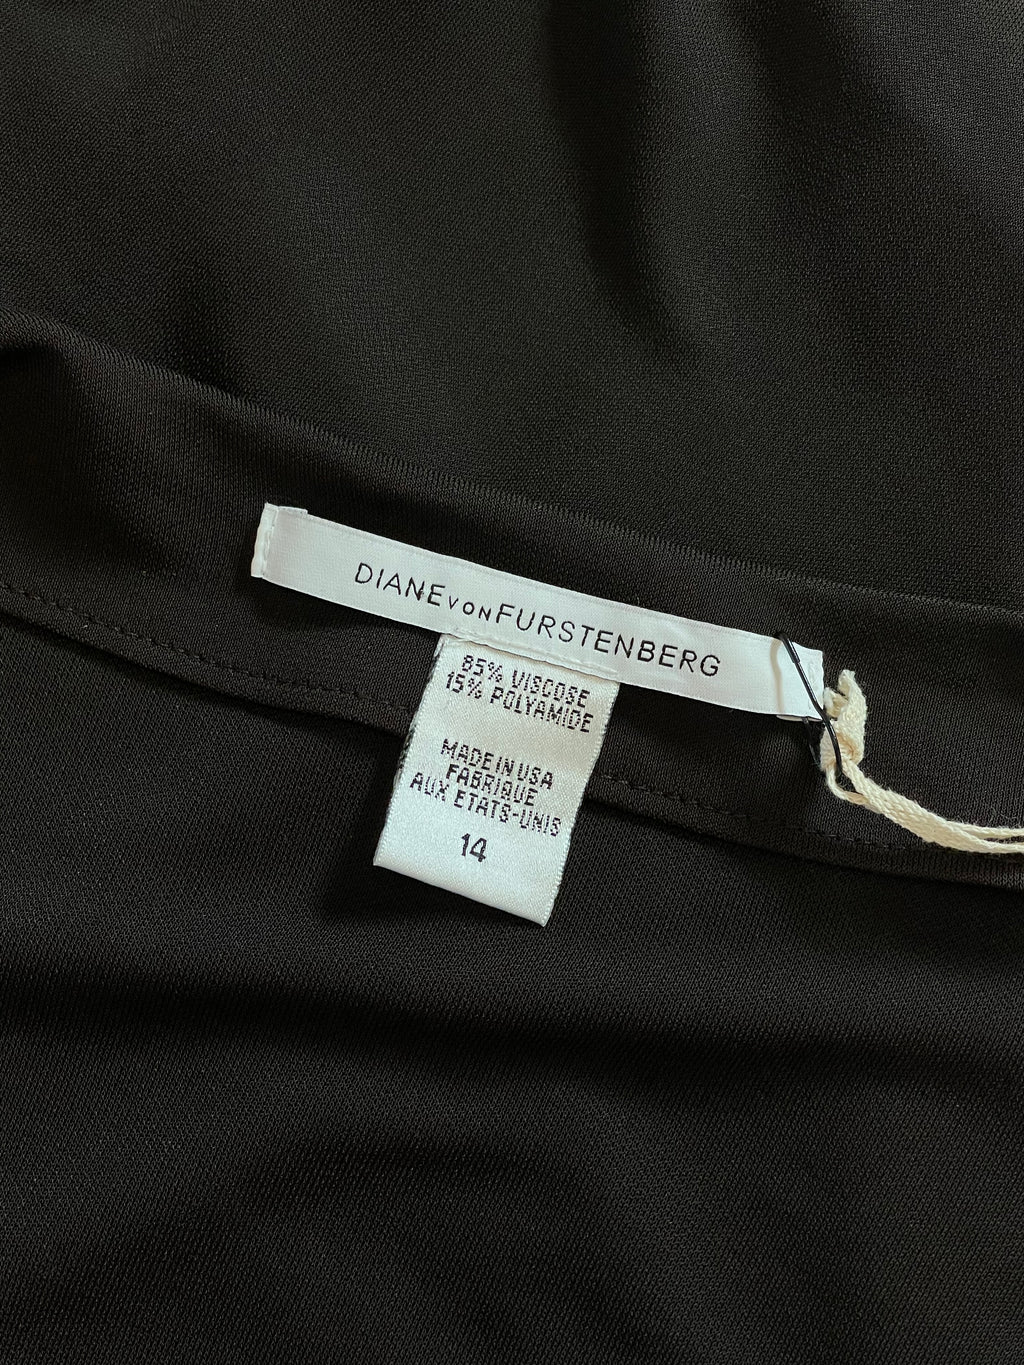 DIANE VON FURSTENBERG
85% VISCOSE
15% POLYAMIDE
MADE IN USA
FABRIQUE
AUX ETATS-UNIS
14